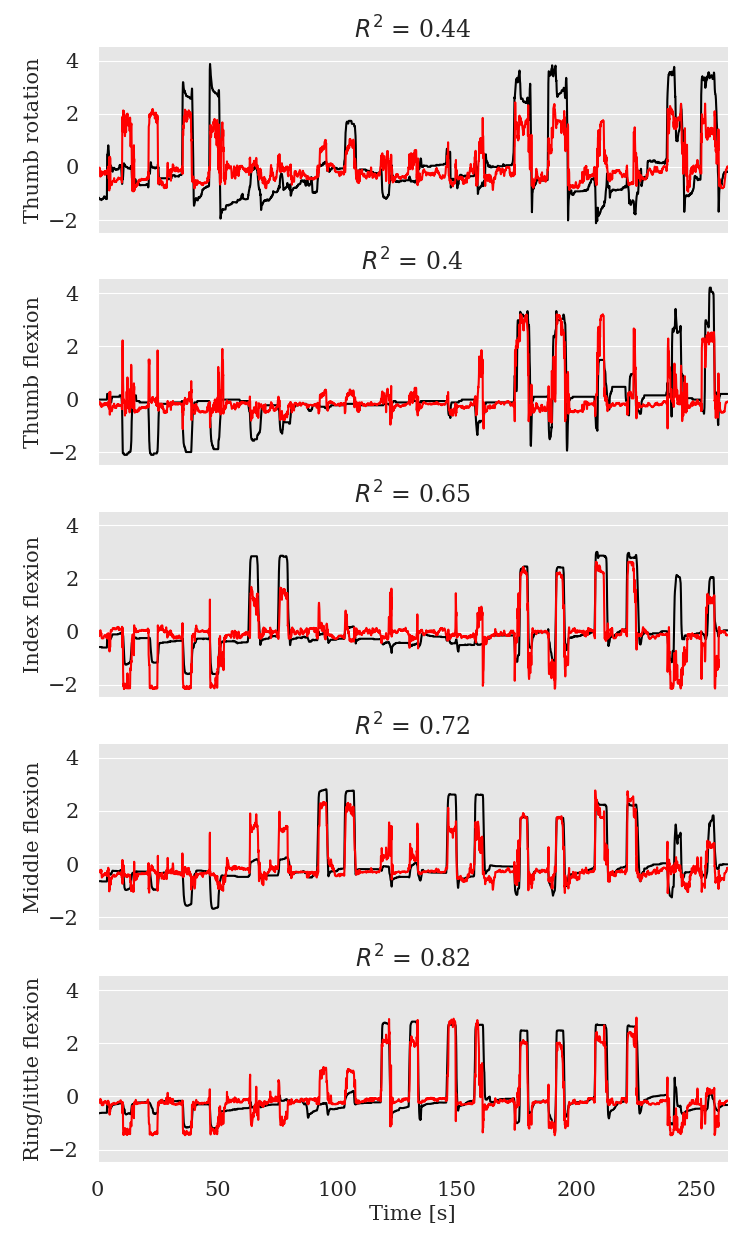 R² = 0.44
Thumb rotation
4
2
0
−2
R² = 0.4
Thumb flexion
4
2
0
−2
R² = 0.65
Index flexion
4
2
0
−2
R² = 0.72
Middle flexion
4
2
0
−2
R² = 0.82
Ring/little flexion
4
2
0
−2
0 50 100 150 200 250
Time [s]